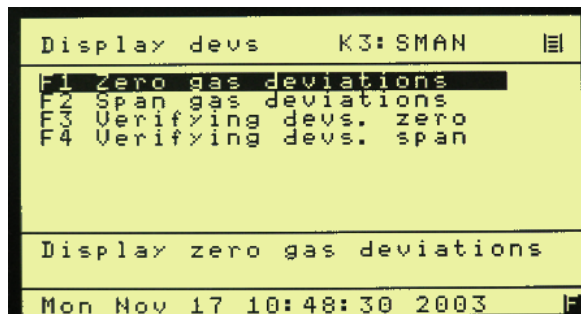 Display devs K3:SMAN
F1 Zero gas deviations
F2 Span gas deviations
F3 Verifying devs. zero
F4 Verifying devs. span
Display zero gas deviations
Mon Nov 17 10:48:30 2003 F